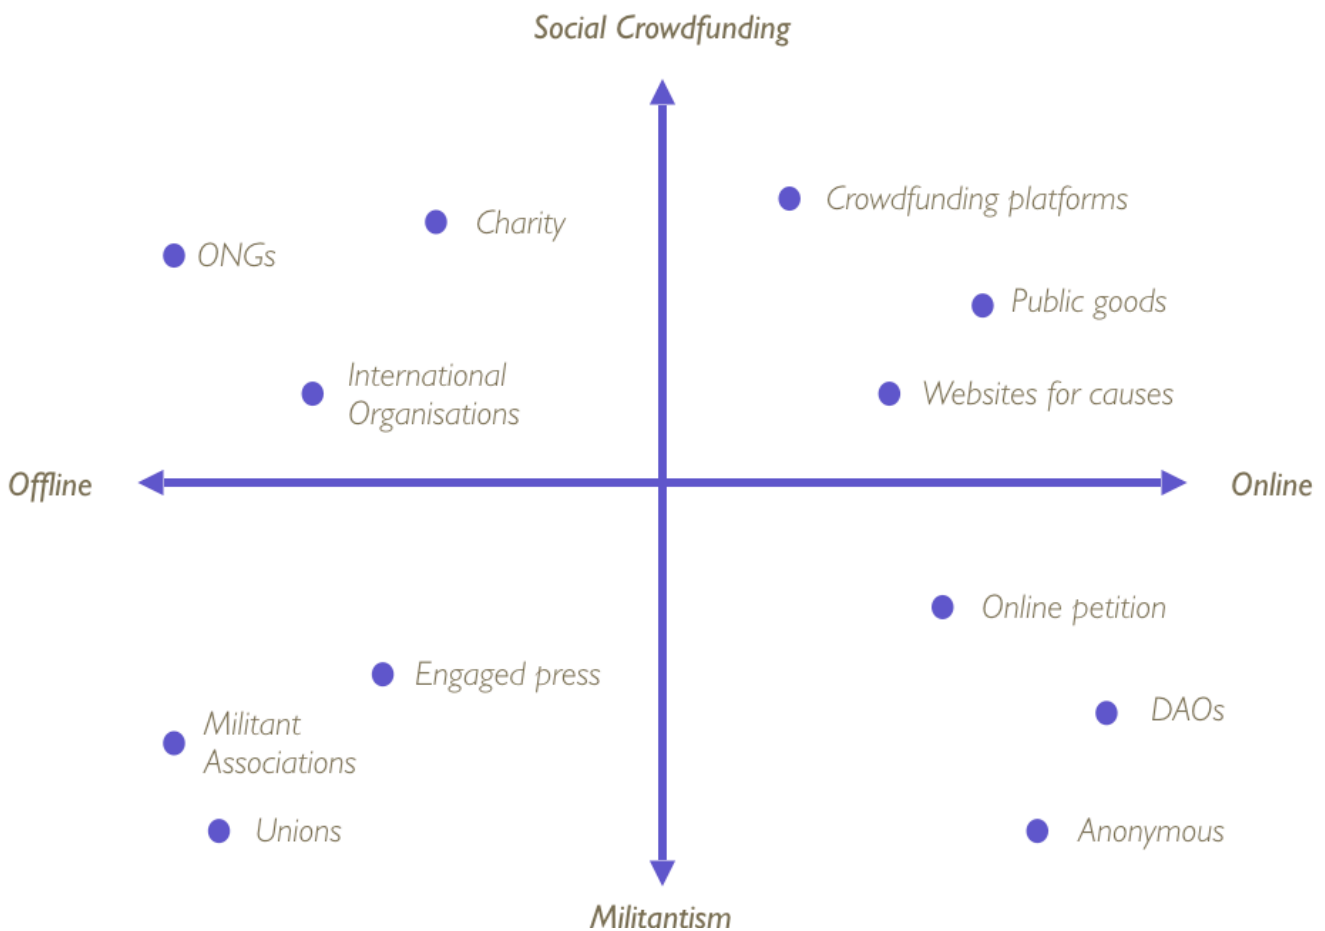 Social Crowdfunding
Crowdfunding platforms
Charity
ONGs
Public goods
International
Organisations
Websites for causes
Offline
Online
Online petition
Engaged press
Militant
Associations
DAOs
Unions
Anonymous
Militantism